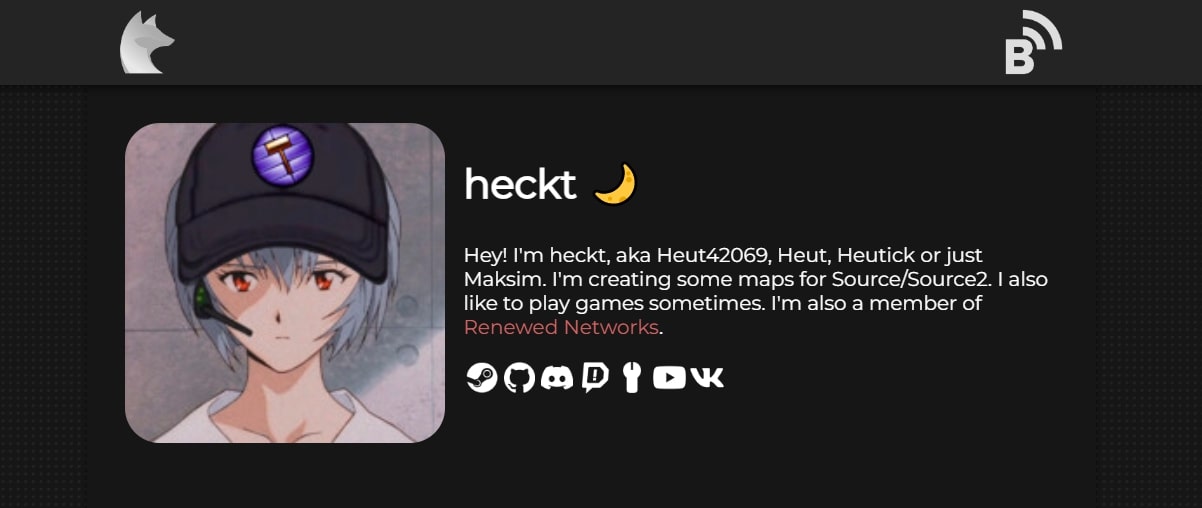 B
heckt 🌙
Hey! I'm heckt, aka Heut42069, Heut, Heutick or just
Maksim. I'm creating some maps for Source/Source2. I also
like to play games sometimes. I'm also a member of
Renewed Networks.